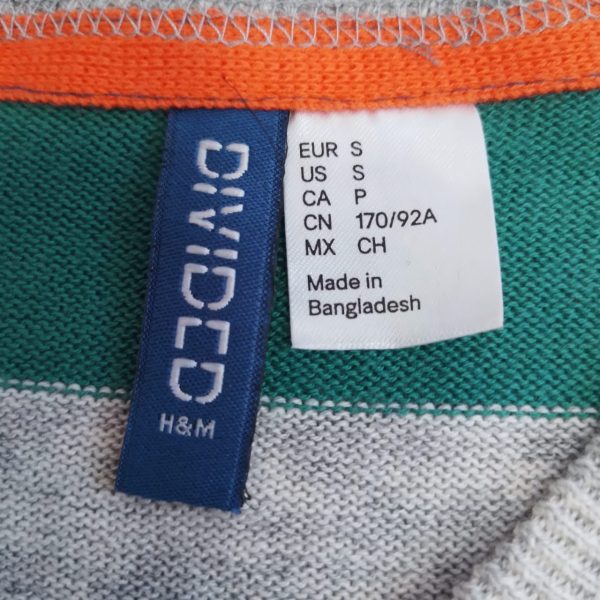 DIVIDED
H&M
EUR S
US S
CA P
CN 170/92A
MX CH
Made in
Bangladesh